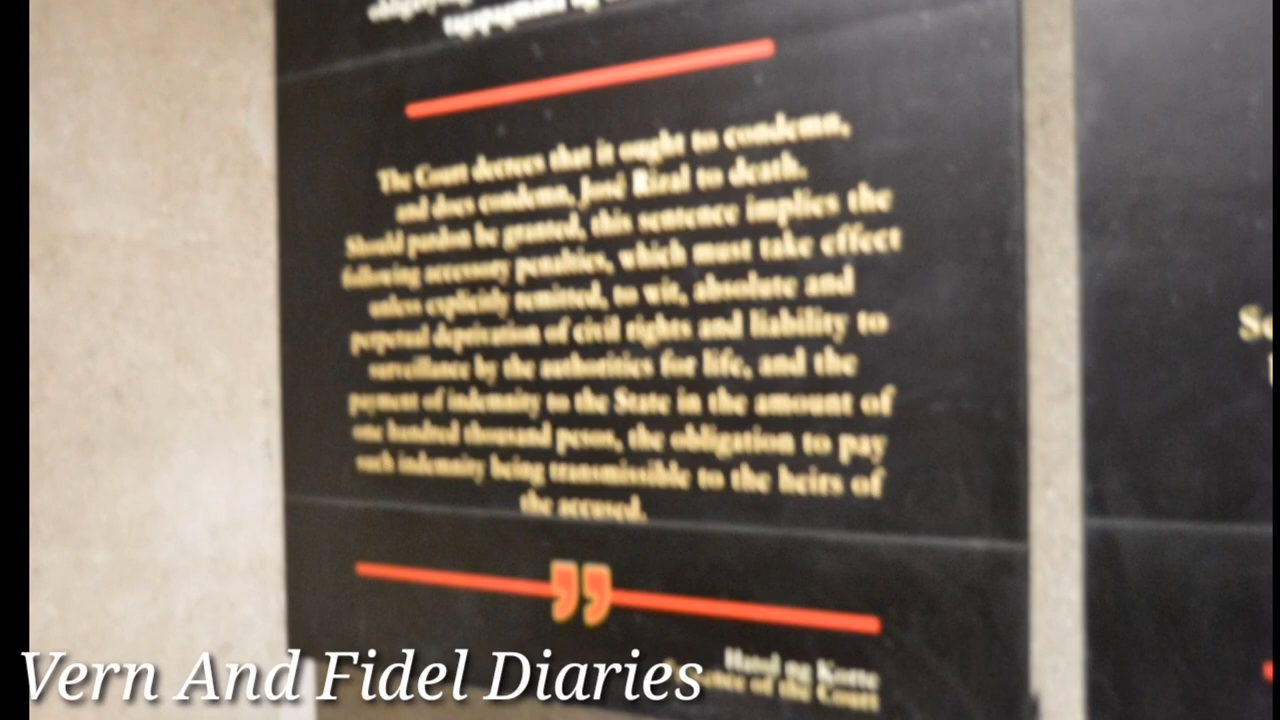 The Court decrees that it ought to condemn,
and does condemn, José Rizal to death.
Should pardon be granted, this sentence implies the
following accessory penalties, which must take effect
unless explicitly remitted, to wit, absolute and
perpetual deprivation of civil rights and liability to
surveillance by the authorities for life, and the
payment of indemnity to the State in the amount of
one hundred thousand pesos, the obligation to pay
such indemnity being transmissible to the heirs of
the accused.
”
Hatol ng Korte
of the Court
Vern And Fidel Diaries